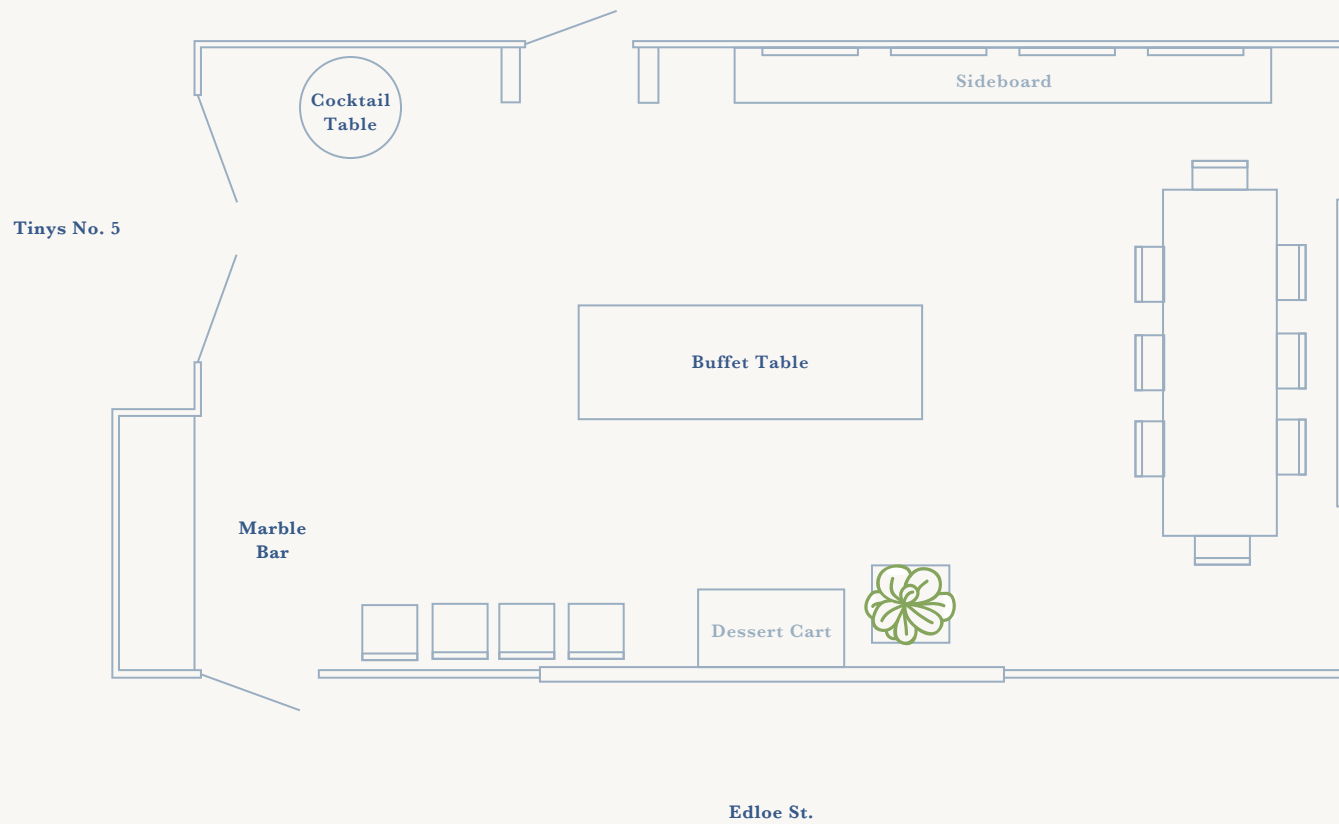 Cocktail
Table
Sideboard
Tinys No. 5
Buffet Table
Marble
Bar
Dessert Cart
Edloe St.